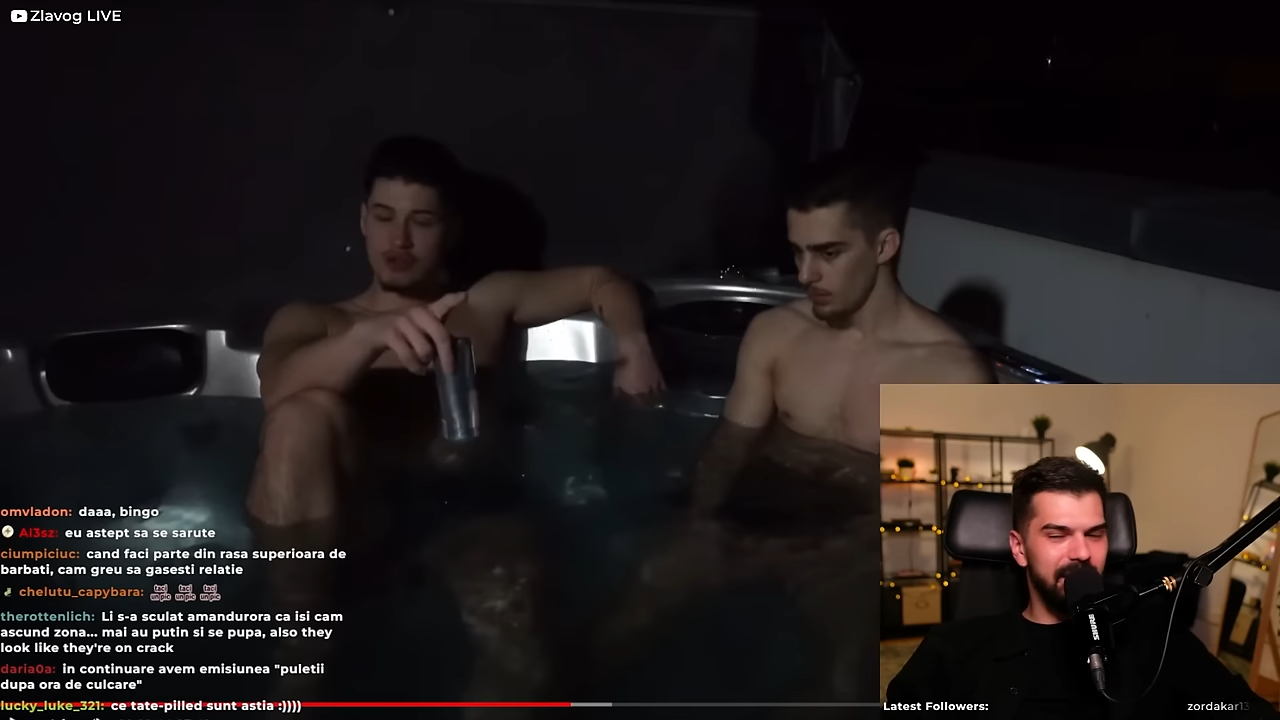 Zlavog LIVE
omvladon: daaa, bingo
Al3sz: eu astept sa se sarute
ciumpiciuc: cand faci parte din rasa superioara de
barbati, cam greu sa gasesti relatie
chelutu_capybara:
therottenlich: Li s-a sculat amandurora ca isi cam
ascund zona... mai au putin si se pupa, also they
look like they're on crack
daria0a: in continuare avem emisiunea "puletii
dupa ora de culcare"
lucky_luke_321: ce tate-pilled sunt astia :))))
SHURE
Latest Followers: zordakar13